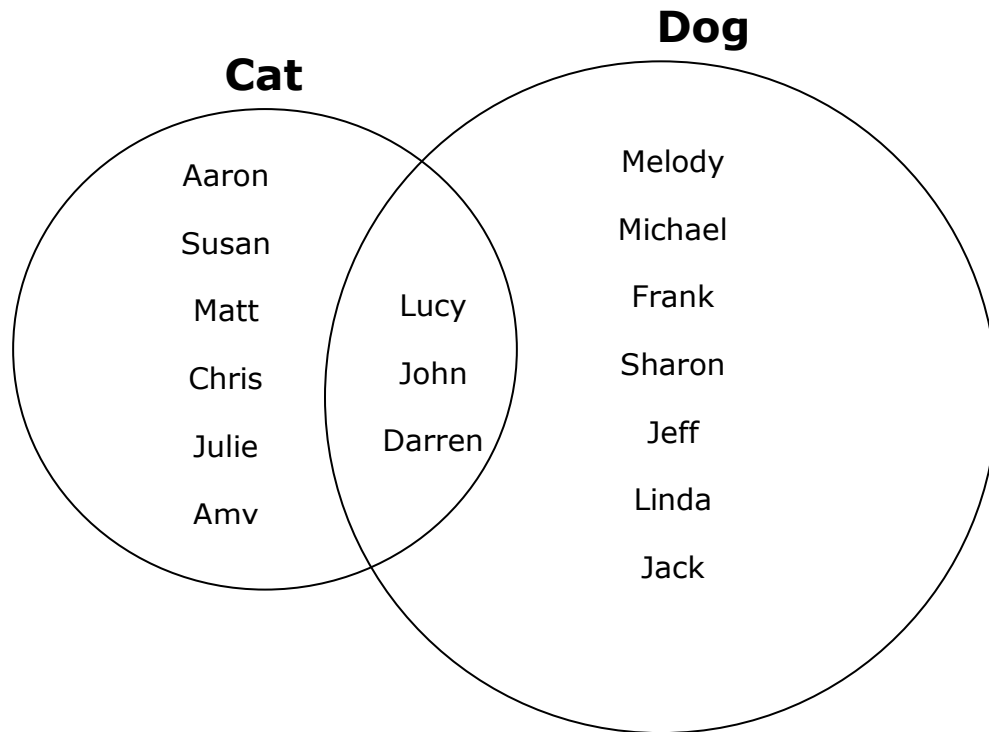 Dog
Cat
Aaron
Susan
Matt
Chris
Julie
Amy
Lucy
John
Darren
Melody
Michael
Frank
Sharon
Jeff
Linda
Jack